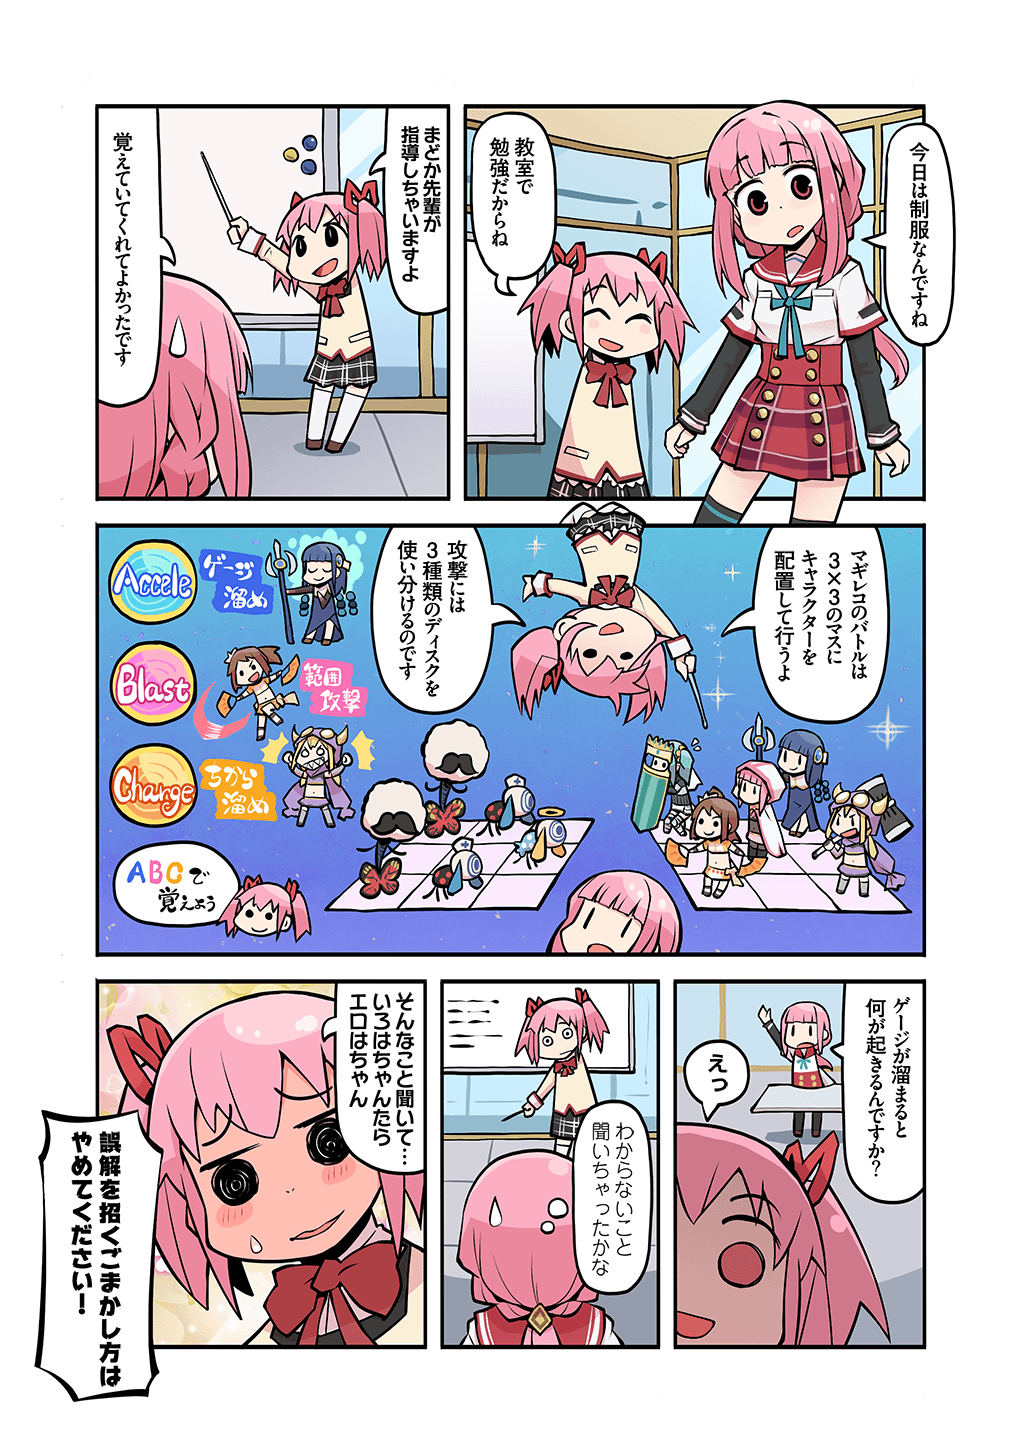 今日は制服なんですね
教室で
勉強だからね
まどか先輩が
指導しちゃいますよ
覚えていてくれてよかったです
マギレコのバトルは
3×3のマスに
キャラクターを
配置して行うよ
攻撃には
3種類のディスクを
使い分けるのです
Accele
ゲージ
溜め
Blast
範囲
攻撃
Charge
ちから
溜め
ABCで
覚えよう
ゲージが溜まると
何が起きるんですか?
えっ
わからないこと
聞いちゃったかな
そんなこと聞いて…
いろはちゃんたら
エロはちゃん
誤解を招くごまかし方は
やめてください!